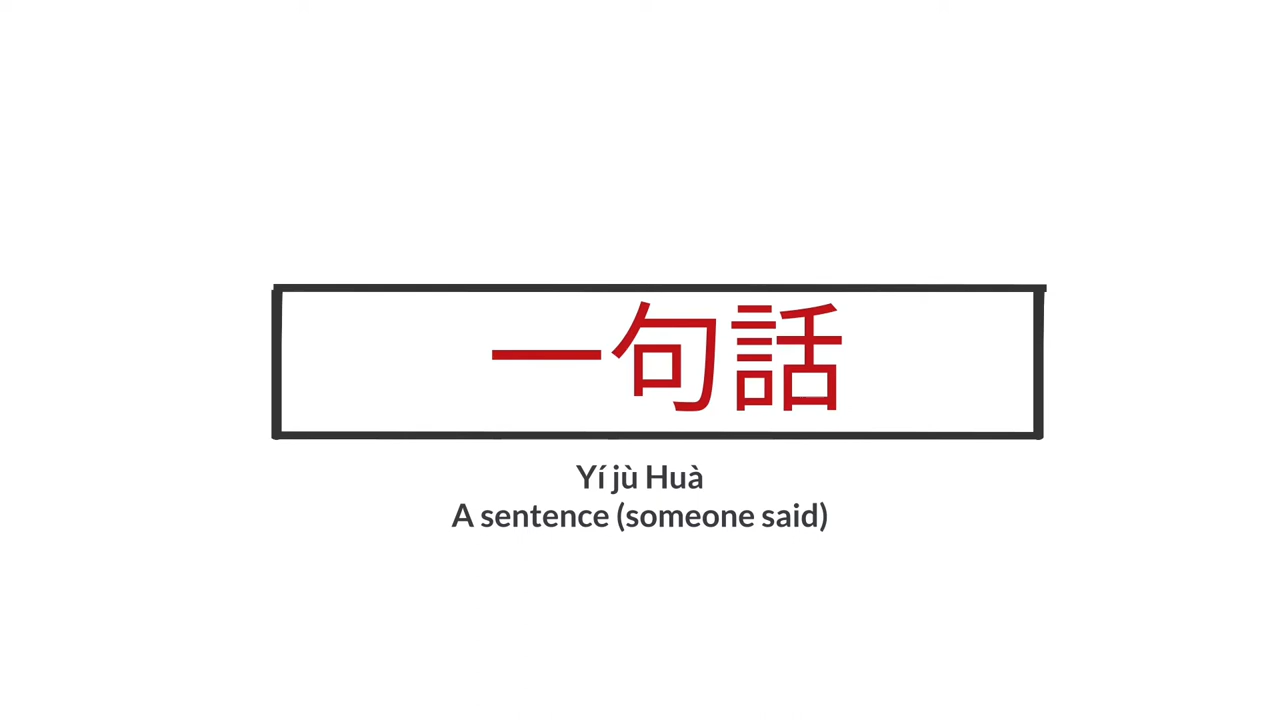 一句話
Yí jù Huà
A sentence (someone said)